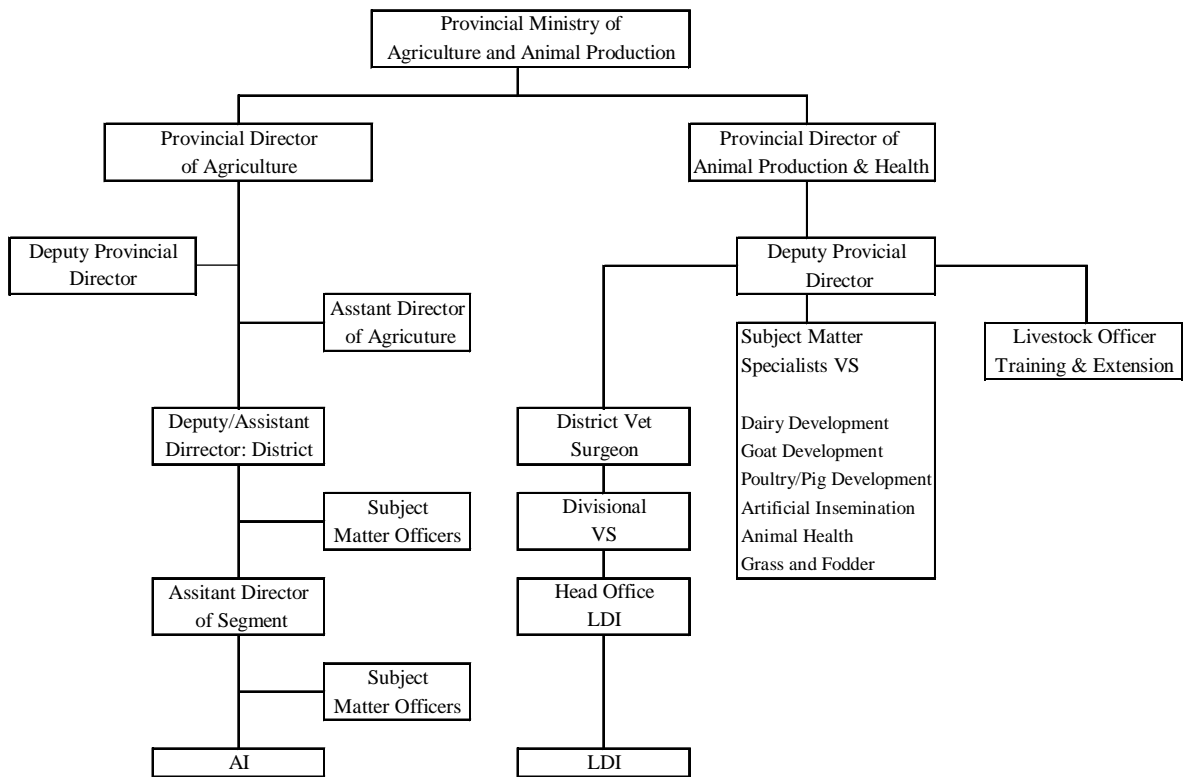 Provincial Ministry of
Agriculture and Animal Production
Provincial Director
of Agriculture
Provincial Director of
Animal Production & Health
Deputy Provincial
Director
Deputy Provicial
Director
Asstant Director
of Agricuture
Subject Matter
Specialists VS
Dairy Development
Goat Development
Poultry/Pig Development
Artificial Insemination
Animal Health
Grass and Fodder
Livestock Officer
Training & Extension
Deputy/Assistant
Dirrector: District
District Vet
Surgeon
Subject
Matter Officers
Divisional
VS
Assitant Director
of Segment
Head Office
LDI
Subject
Matter Officers
AI
LDI